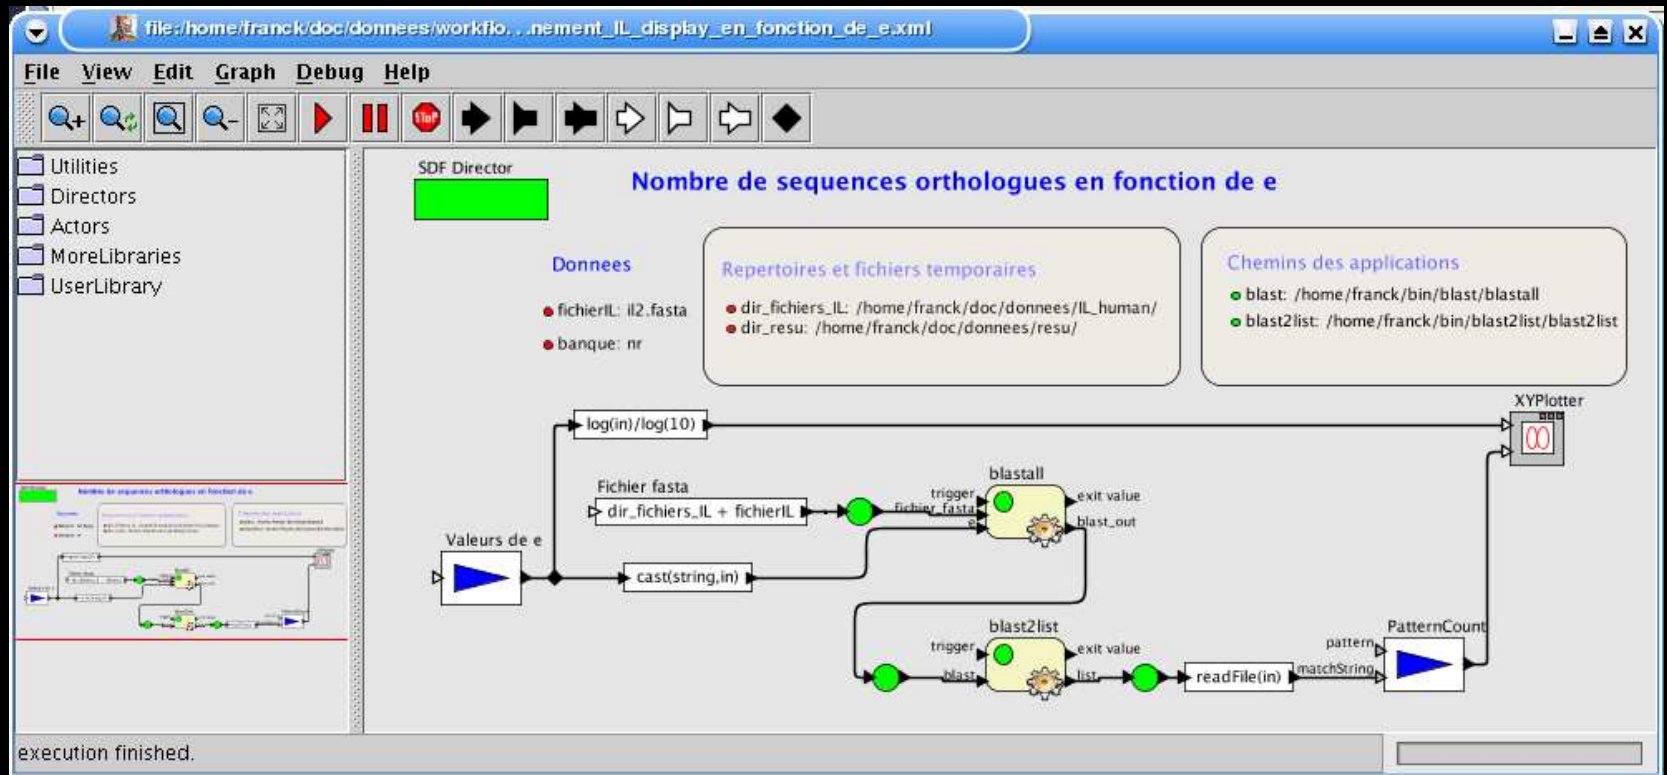 file:/home/franck/doc/donnees/workflo...nement_IL_display_en_fonction_de_e.xml
File View Edit Graph Debug Help
STOP
Utilities
Directors
Actors
MoreLibraries
UserLibrary
SDF Director
Nombre de sequences orthologues en fonction de e
Donnees
fichierIL: il2.fasta
banque: nr
Repertoires et fichiers temporaires
dir_fichiers_IL: /home/franck/doc/donnees/IL_human/
dir_resu: /home/franck/doc/donnees/resu/
Chemins des applications
blast: /home/franck/bin/blast/blastall
blast2list: /home/franck/bin/blast2list/blast2list
XYPlotter
log(in)/log(10)
blastall
Fichier fasta
trigger
exit value
dir_fichiers_IL + fichierIL
fichier_fasta
blast_out
e
Valeurs de e
cast(string,in)
blast2list
PatternCount
trigger
exit value
pattern
blast
list
readFile(in)
matchString
execution finished.